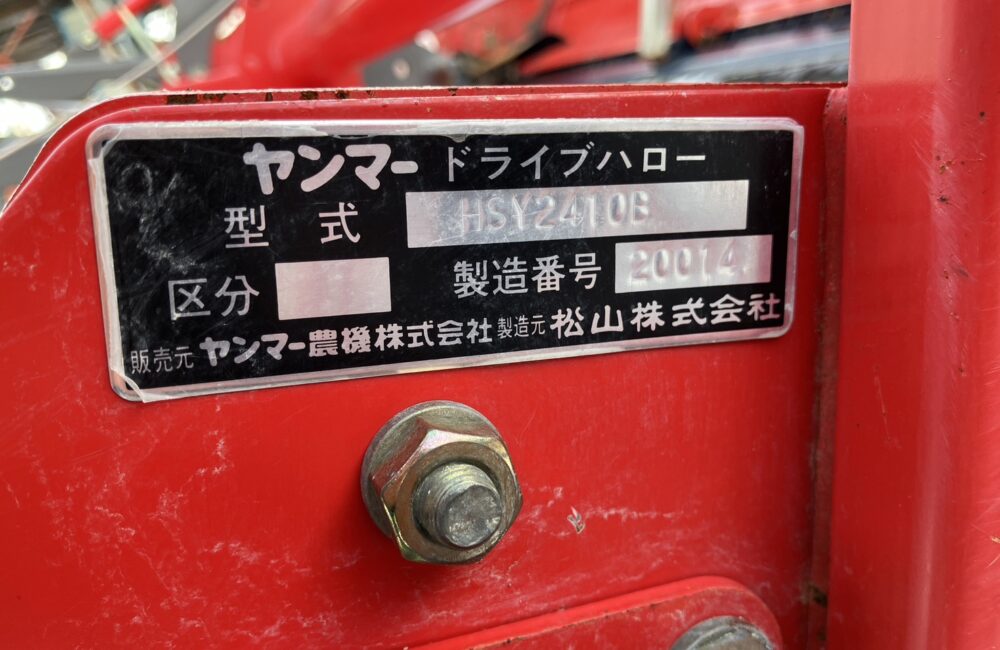 ヤンマー ドライブハロー
型式 HSY2410B
区分 製造番号 20014
販売元 ヤンマー農機株式会社 製造元 松山株式会社